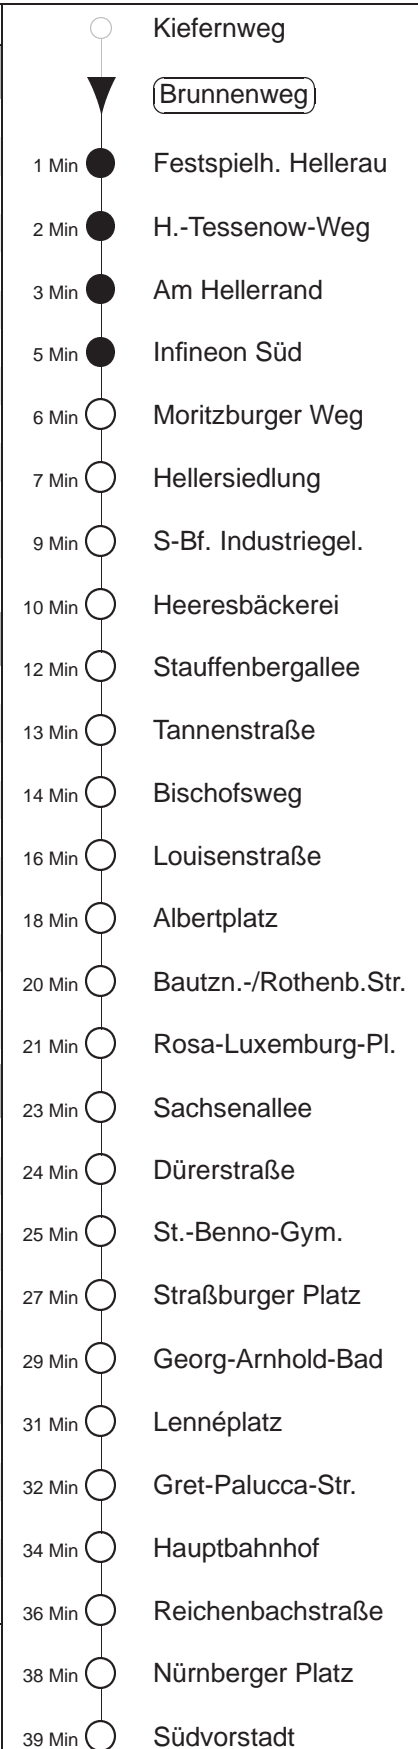 Kiefernweg
Brunnenweg
1 Min Festspielh. Hellerau
2 Min H.-Tessenow-Weg
3 Min Am Hellerrand
5 Min Infineon Süd
6 Min Moritzburger Weg
7 Min Hellersiedlung
9 Min S-Bf. Industriegel.
10 Min Heeresbäckerei
12 Min Stauffenbergallee
13 Min Tannenstraße
14 Min Bischofsweg
16 Min Louisenstraße
18 Min Albertplatz
20 Min Bautzn.-/Rothenb.Str.
21 Min Rosa-Luxemburg-Pl.
23 Min Sachsenallee
24 Min Dürerstraße
25 Min St.-Benno-Gym.
27 Min Straßburger Platz
29 Min Georg-Arnhold-Bad
31 Min Lennéplatz
32 Min Gret-Palucca-Str.
34 Min Hauptbahnhof
36 Min Reichenbachstraße
38 Min Nürnberger Platz
39 Min Südvorstadt